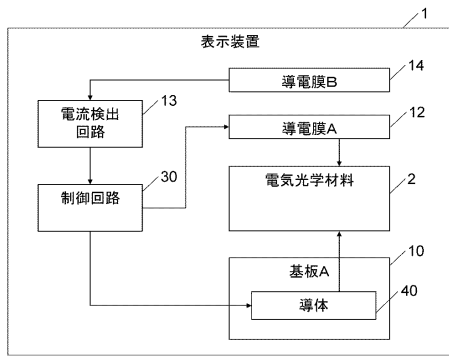 1
表示装置
導電膜B
14
電流検出
回路
13
導電膜A
12
制御回路
30
電気光学材料
2
基板A
10
導体
40